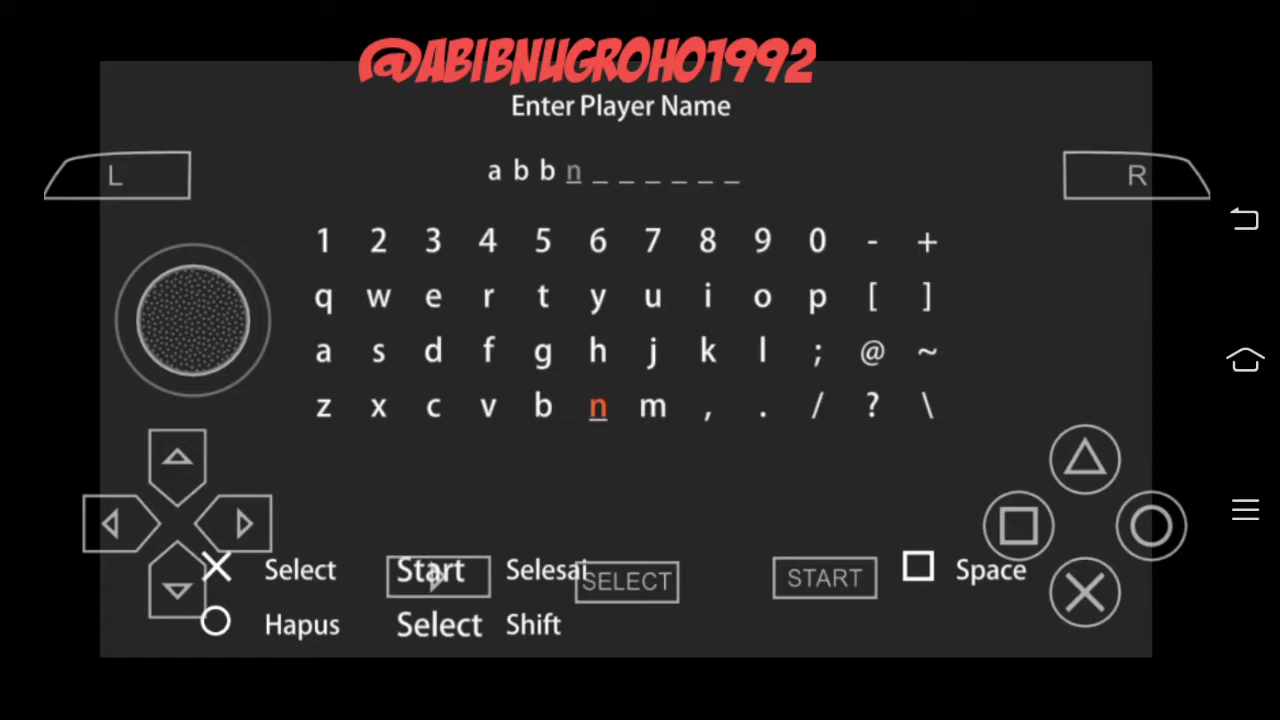 @ABIBNUGROHO1992
Enter Player Name
abbn______
L
R
1 2 3 4 5 6 7 8 9 0 - +
q w e r t y u i o p [ ]
a s d f g h j k l ; @ ~
z x c v b n m , . / ? \
Select Start Selesai SELECT START Space
Hapus Select Shift